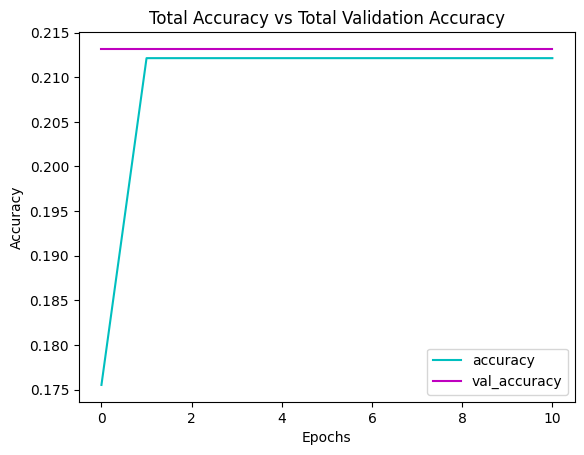 Total Accuracy vs Total Validation Accuracy
0.215
0.210
0.205
0.200
0.195
0.190
0.185
0.180
0.175
Accuracy
0 2 4 6 8 10
Epochs
accuracy
val_accuracy